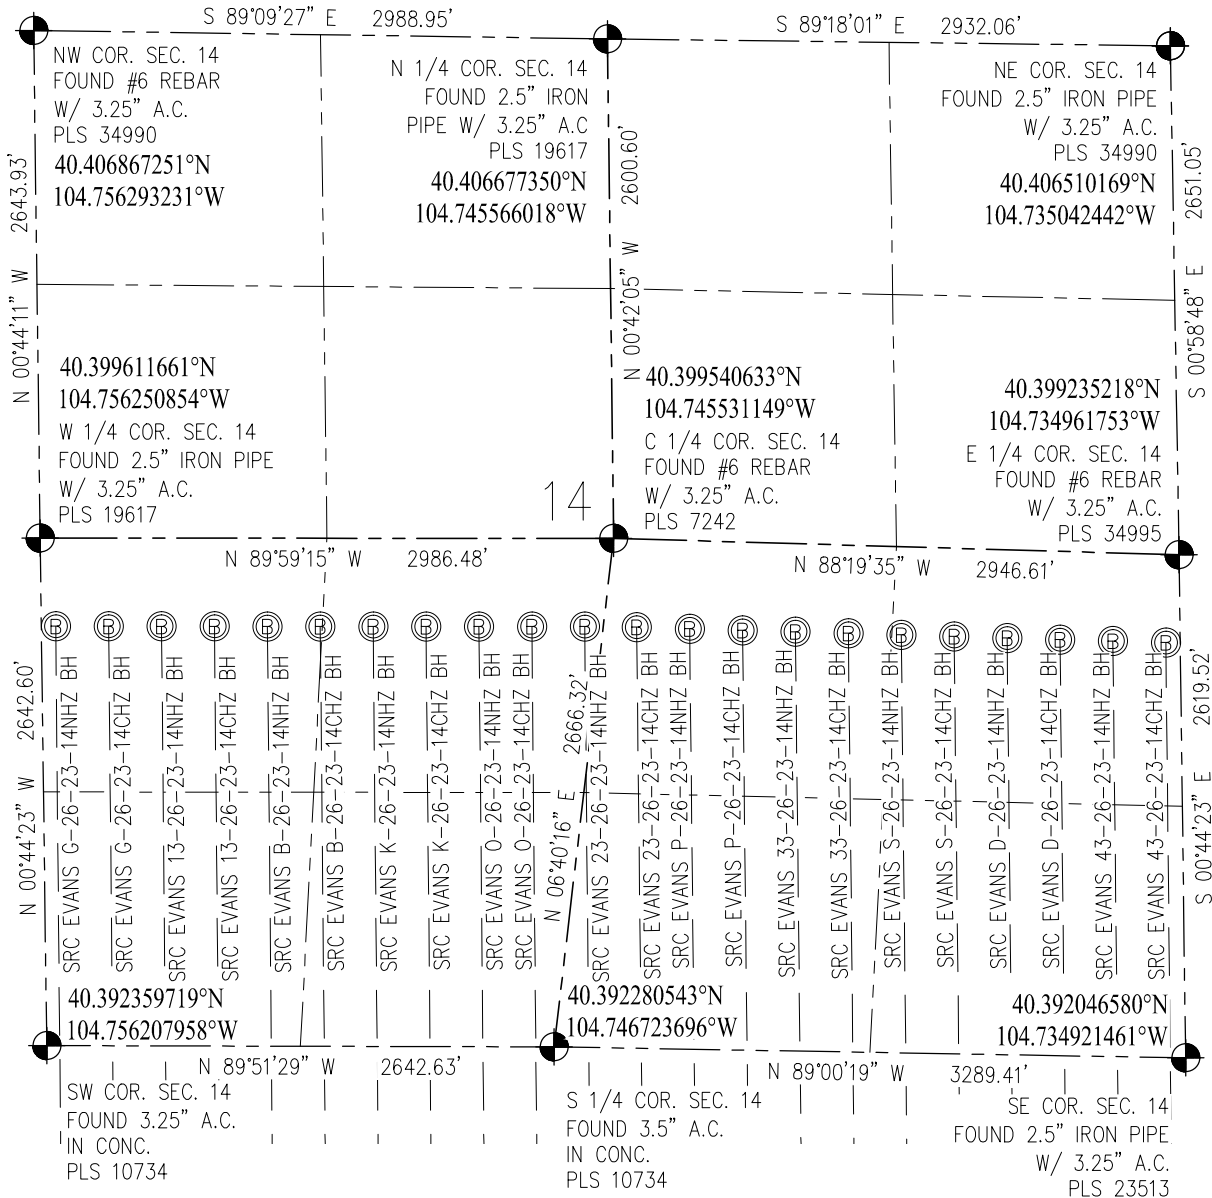 S 89°09'27" E 2988.95'
S 89°18'01" E 2932.06'
NW COR. SEC. 14
FOUND #6 REBAR
W/ 3.25" A.C.
PLS 34990
40.406867251°N
104.756293231°W
N 1/4 COR. SEC. 14
FOUND 2.5" IRON
PIPE W/ 3.25" A.C
PLS 19617
40.406677350°N
104.745566018°W
NE COR. SEC. 14
FOUND 2.5" IRON PIPE
W/ 3.25" A.C.
PLS 34990
40.406510169°N
104.735042442°W
N 00°44'11" W 2643.93'
N 00°42'05" W 2600.60'
S 00°58'48" E 2651.05'
40.399611661°N
104.756250854°W
W 1/4 COR. SEC. 14
FOUND 2.5" IRON PIPE
W/ 3.25" A.C.
PLS 19617
14
40.399540633°N
104.745531149°W
C 1/4 COR. SEC. 14
FOUND #6 REBAR
W/ 3.25" A.C.
PLS 7242
40.399235218°N
104.734961753°W
E 1/4 COR. SEC. 14
FOUND #6 REBAR
W/ 3.25" A.C.
PLS 34995
N 89°59'15" W 2986.48'
N 88°19'35" W 2946.61'
B B B B B B B B B B B B B B B B B B B B B B
N 00°44'23" W 2642.60'
SRC EVANS G-26-23-14NHZ BH
SRC EVANS G-26-23-14CHZ BH
SRC EVANS 13-26-23-14NHZ BH
SRC EVANS 13-26-23-14CHZ BH
SRC EVANS B-26-23-14NHZ BH
SRC EVANS B-26-23-14CHZ BH
SRC EVANS K-26-23-14NHZ BH
SRC EVANS K-26-23-14CHZ BH
SRC EVANS O-26-23-14NHZ BH
SRC EVANS O-26-23-14CHZ BH
N 06°40'16" E 2666.32'
SRC EVANS 23-26-23-14NHZ BH
SRC EVANS 23-26-23-14CHZ BH
SRC EVANS P-26-23-14NHZ BH
SRC EVANS P-26-23-14CHZ BH
SRC EVANS 33-26-23-14NHZ BH
SRC EVANS 33-26-23-14CHZ BH
SRC EVANS S-26-23-14NHZ BH
SRC EVANS S-26-23-14CHZ BH
SRC EVANS D-26-23-14NHZ BH
SRC EVANS D-26-23-14CHZ BH
SRC EVANS 43-26-23-14NHZ BH
SRC EVANS 43-26-23-14CHZ BH
S 00°44'23" E 2619.52'
40.392359719°N
104.756207958°W
40.392280543°N
104.746723696°W
40.392046580°N
104.734921461°W
N 89°51'29" W 2642.63'
N 89°00'19" W 3289.41'
SW COR. SEC. 14
FOUND 3.25" A.C.
IN CONC.
PLS 10734
S 1/4 COR. SEC. 14
FOUND 3.5" A.C.
IN CONC.
PLS 10734
SE COR. SEC. 14
FOUND 2.5" IRON PIPE
W/ 3.25" A.C.
PLS 23513